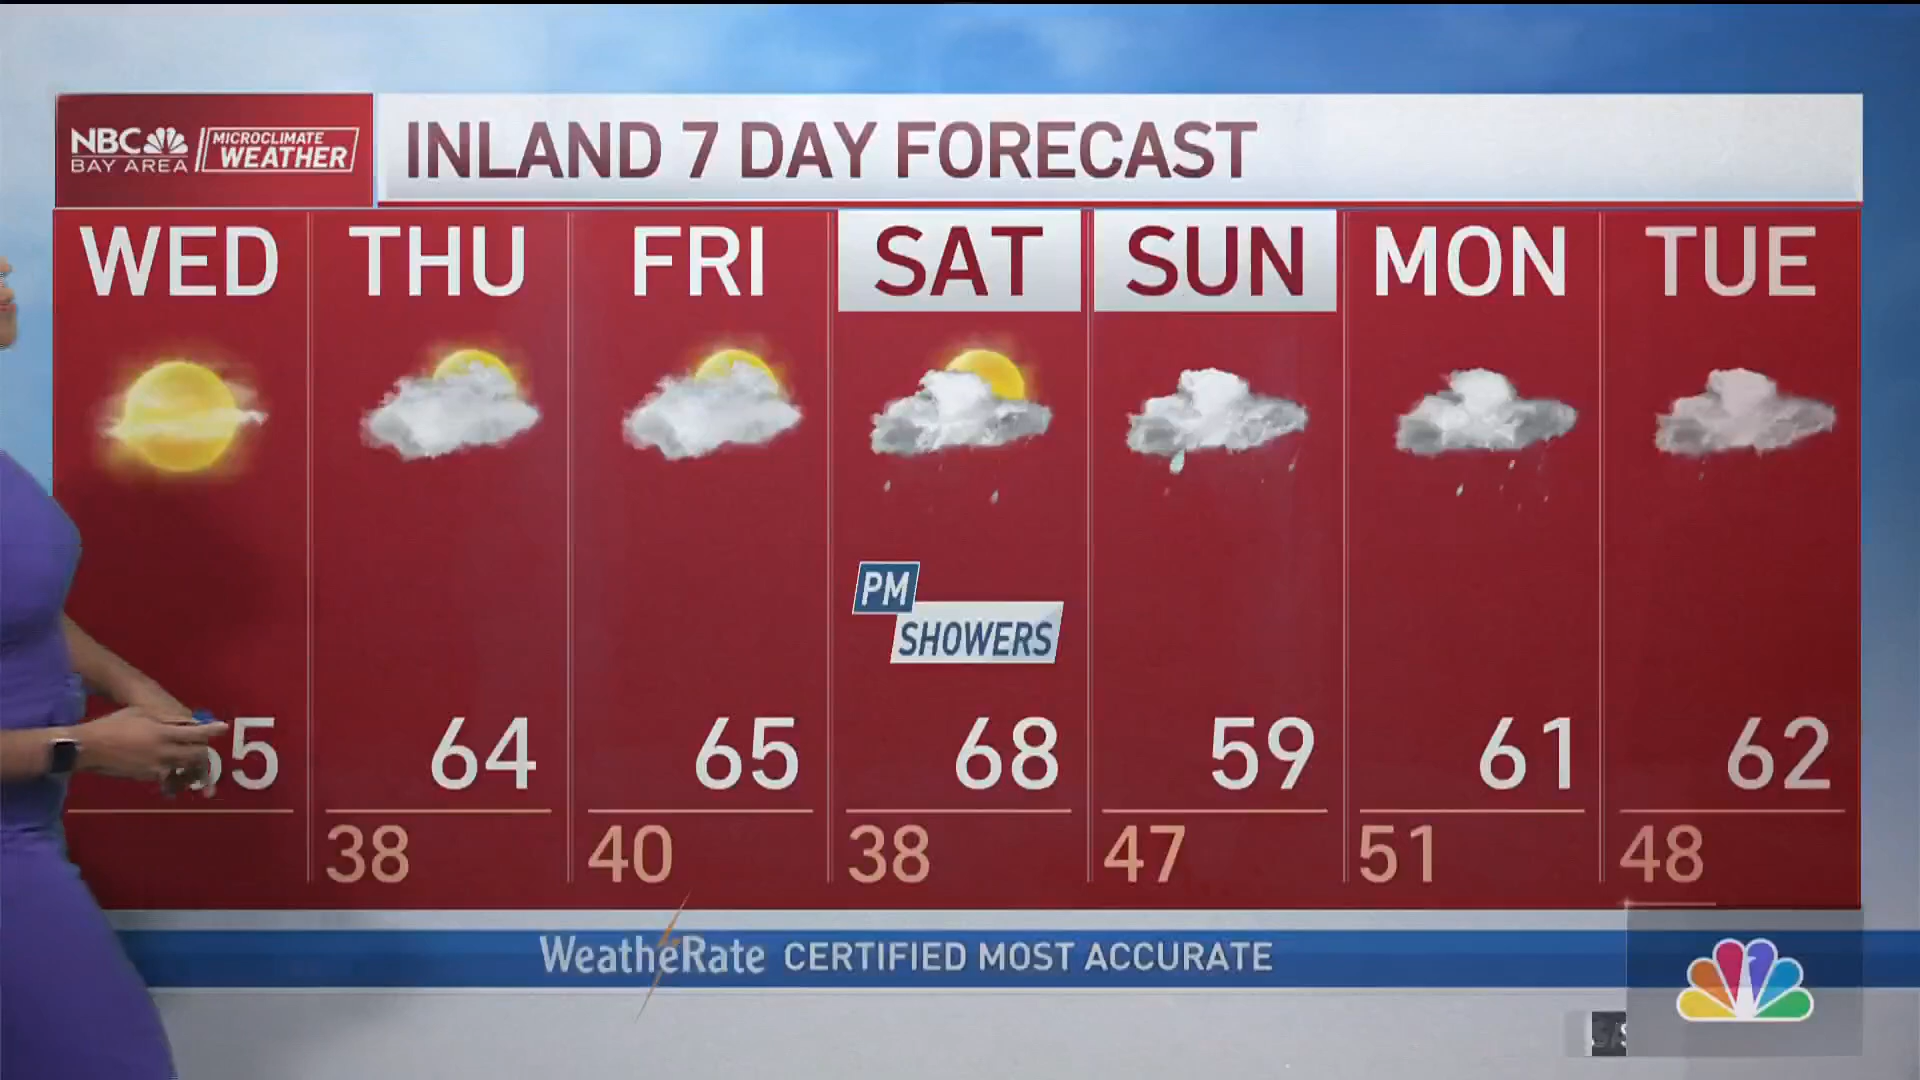 NBC
BAY AREA
MICROCLIMATE
WEATHER
INLAND 7 DAY FORECAST
WED THU FRI SAT SUN MON TUE
PM
SHOWERS
64 65 68 59 61 62
38 40 38 47 51 48
WeatheRate CERTIFIED MOST ACCURATE